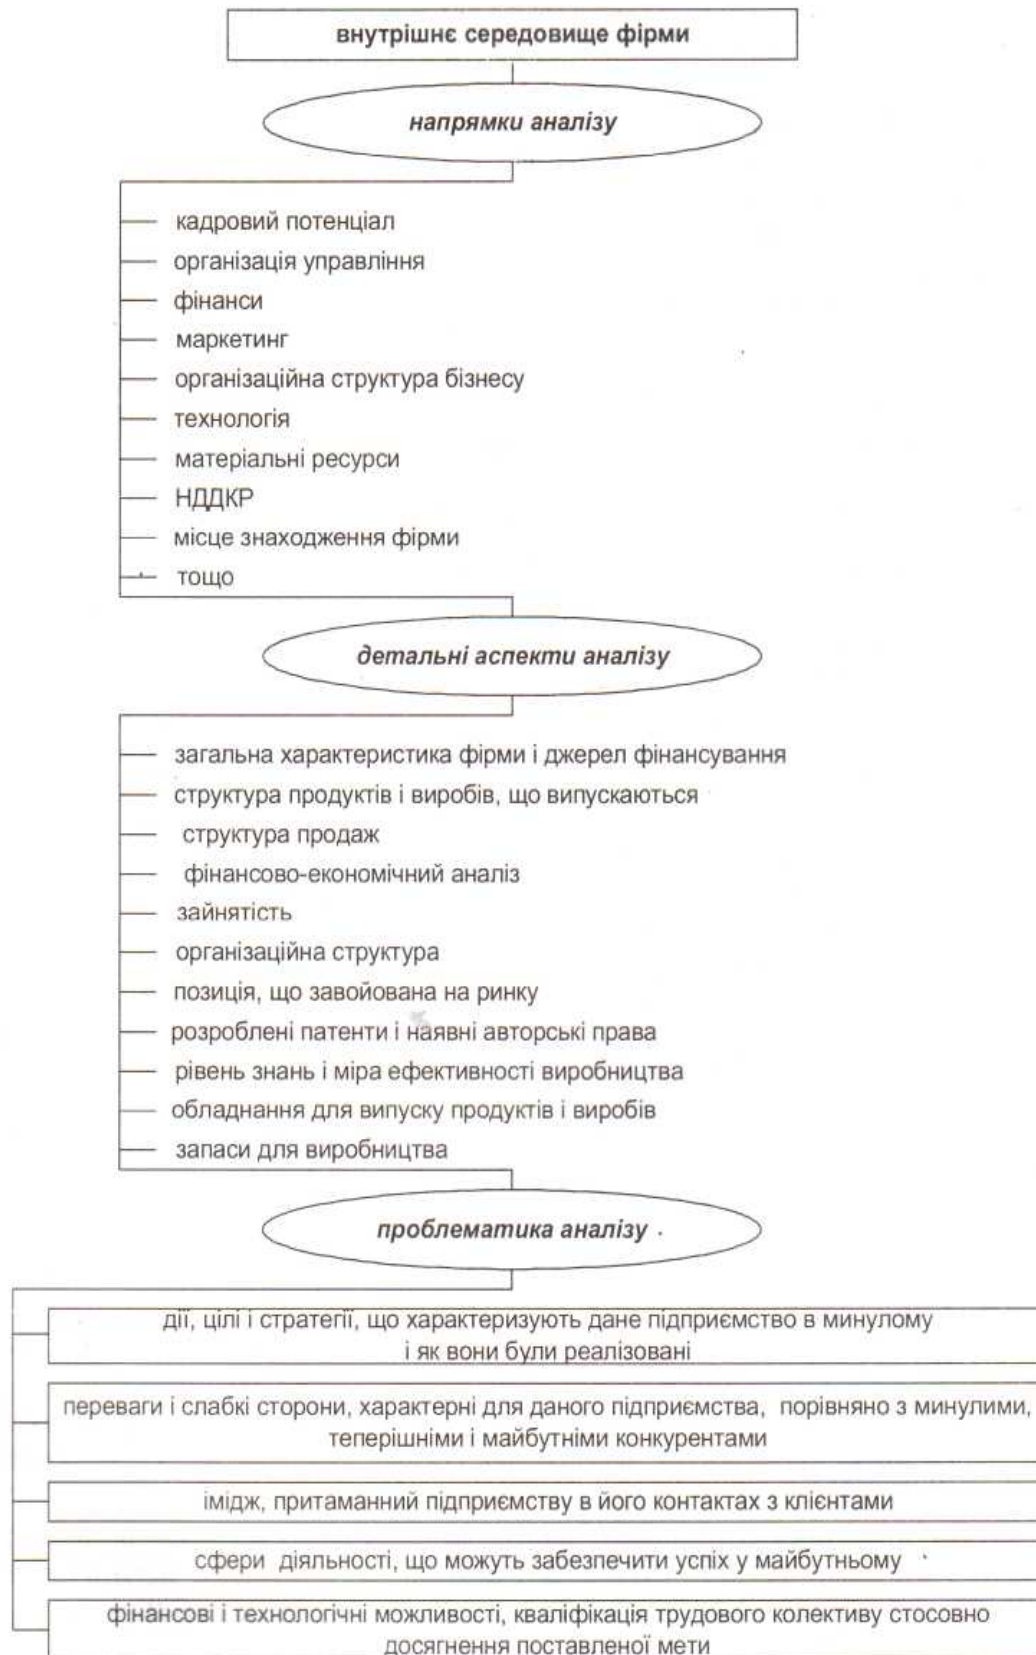 внутрішнє середовище фірми
напрямки аналізу
кадровий потенціал
організація управління
фінанси
маркетинг
організаційна структура бізнесу
технологія
матеріальні ресурси
НДДКР
місце знаходження фірми
тощо
детальні аспекти аналізу
загальна характеристика фірми і джерел фінансування
структура продуктів і виробів, що випускаються
структура продаж
фінансово-економічний аналіз
зайнятість
організаційна структура
позиція, що завойована на ринку
розроблені патенти і наявні авторські права
рівень знань і міра ефективності виробництва
обладнання для випуску продуктів і виробів
запаси для виробництва
проблематика аналізу
дії, цілі і стратегії, що характеризують дане підприємство в минулому
і як вони були реалізовані
переваги і слабкі сторони, характерні для даного підприємства, порівняно з минулими,
теперішніми і майбутніми конкурентами
імідж, притаманний підприємству в його контактах з клієнтами
сфери діяльності, що можуть забезпечити успіх у майбутньому
фінансові і технологічні можливості, кваліфікація трудового колективу стосовно
досягнення поставленої мети